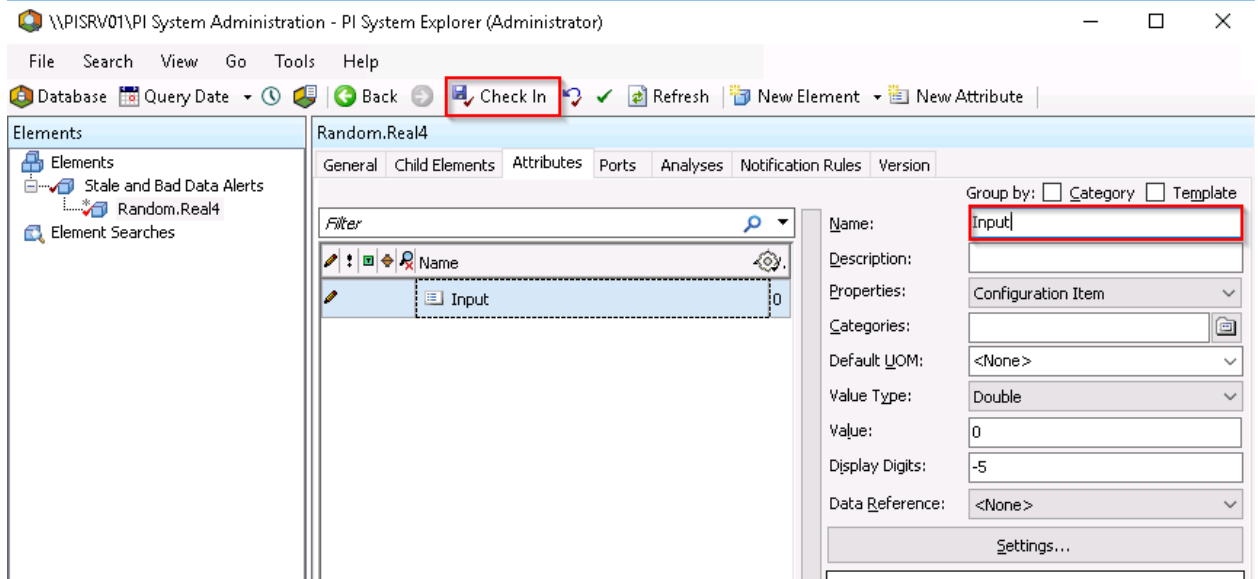 \\PISRV01\PI System Administration - PI System Explorer (Administrator)
File Search View Go Tools Help
Database Query Date Back Check In Refresh New Element New Attribute
Elements
Elements
Stale and Bad Data Alerts
Random.Real4
Element Searches
Random.Real4
General Child Elements Attributes Ports Analyses Notification Rules Version
Group by: Category Template
Filter
Name
Input 0
Name: Input
Description:
Properties: Configuration Item
Categories:
Default UOM: <None>
Value Type: Double
Value: 0
Display Digits: -5
Data Reference: <None>
Settings...